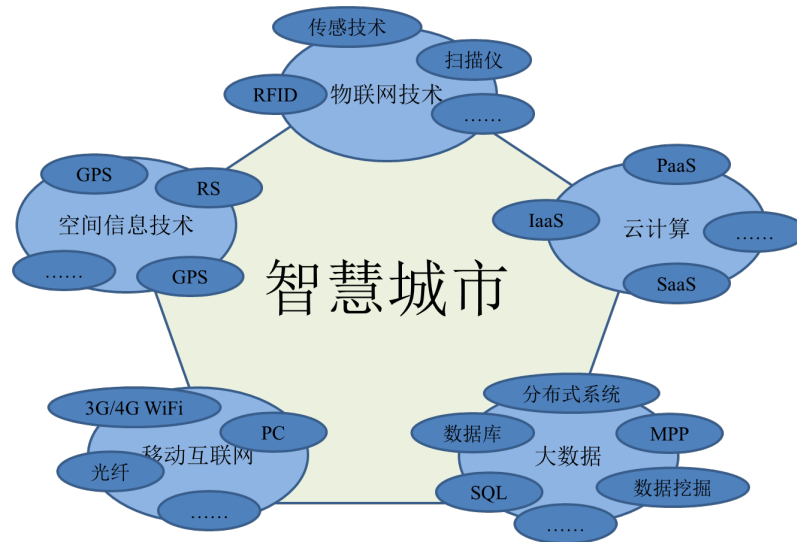 传感技术
扫描仪
RFID
物联网技术
……
GPS
RS
空间信息技术
……
GPS
PaaS
IaaS
云计算
……
SaaS
智慧城市
3G/4G WiFi
PC
移动互联网
光纤
……
分布式系统
数据库
MPP
大数据
SQL
数据挖掘
……